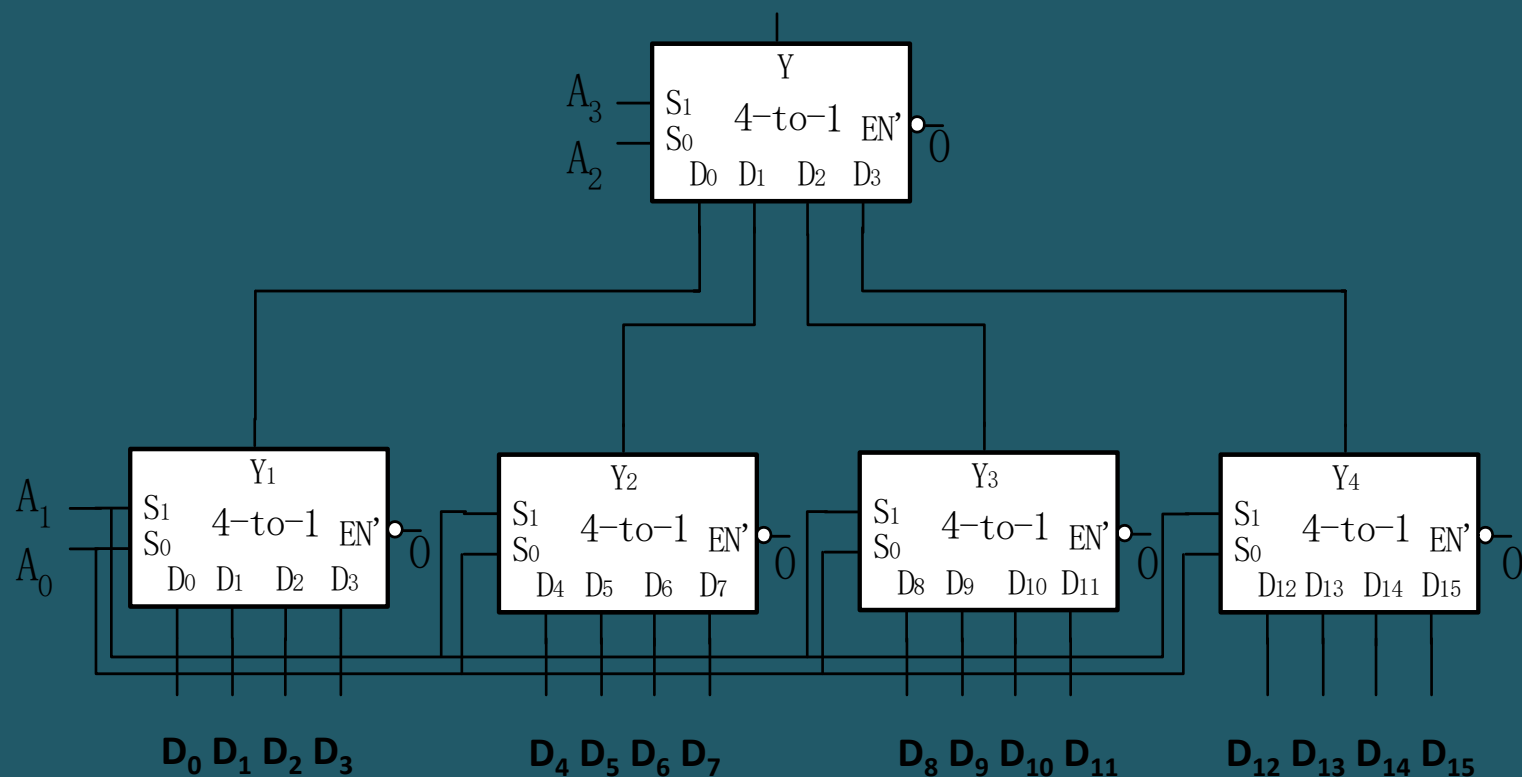 Y
A₃ S₁ 4-to-1 EN' 0
A₂ S₀
D₀ D₁ D₂ D₃
Y₁ Y₂ Y₃ Y₄
A₁ S₁ 4-to-1 EN' 0 S₁ 4-to-1 EN' 0 S₁ 4-to-1 EN' 0 S₁ 4-to-1 EN' 0
A₀ S₀ S₀ S₀ S₀
D₀ D₁ D₂ D₃ D₄ D₅ D₆ D₇ D₈ D₉ D₁₀ D₁₁ D₁₂ D₁₃ D₁₄ D₁₅
D₀ D₁ D₂ D₃ D₄ D₅ D₆ D₇ D₈ D₉ D₁₀ D₁₁ D₁₂ D₁₃ D₁₄ D₁₅